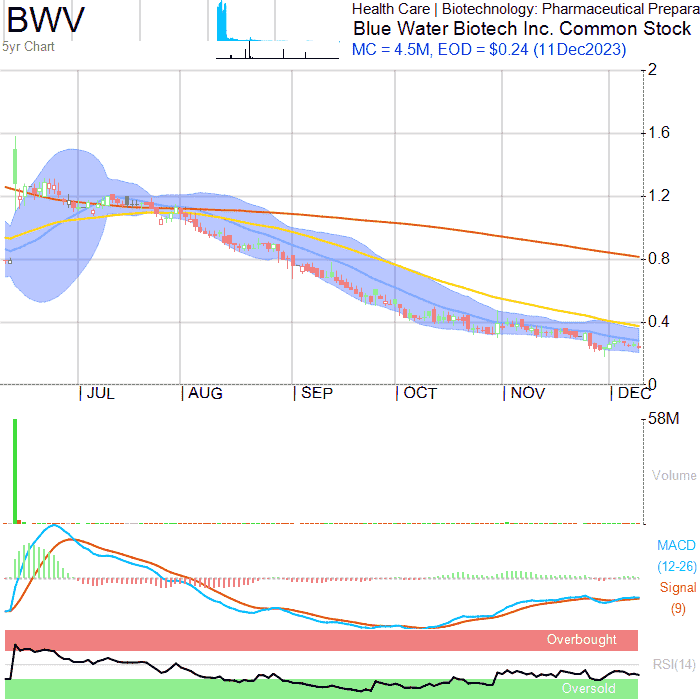 BWV
5yr Chart
Health Care | Biotechnology: Pharmaceutical Prepara
Blue Water Biotech Inc. Common Stock
MC = 4.5M, EOD = $0.24 (11Dec2023)
2
1.6
1.2
0.8
0.4
0
JUL AUG SEP OCT NOV DEC
58M
Volume
MACD
(12-26)
Signal
(9)
Overbought
RSI(14)
Oversold